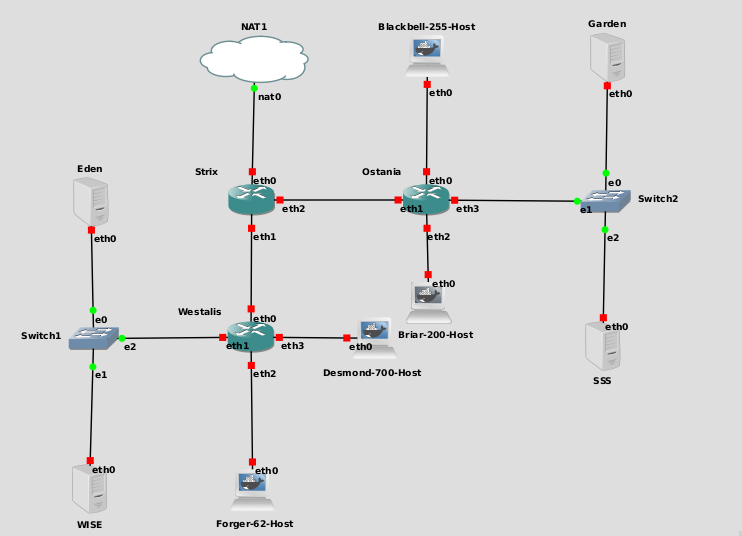 NAT1
Blackbell-255-Host
Garden
nat0
eth0
eth0
Eden
Strix
eth0
Ostania
eth0
e0
Switch2
eth2
eth1
eth3
e1
eth0
eth1
eth2
e2
eth0
Westalis
eth0
e0
eth0
Switch1
e2
eth1
eth3
eth0
Briar-200-Host
e1
eth2
Desmond-700-Host
SSS
eth0
eth0
WISE
Forger-62-Host